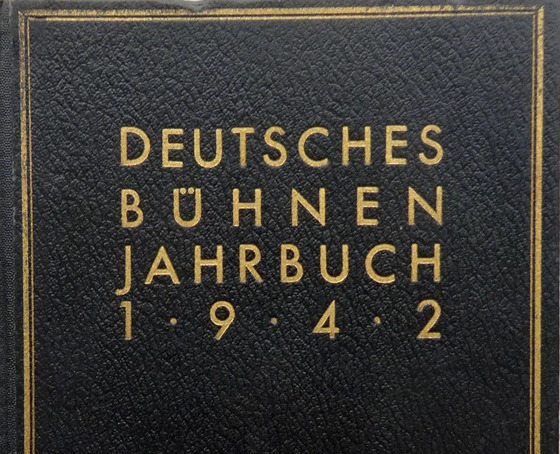 DEUTSCHES
BÜHNEN
JAHRBUCH
1·9·4·2